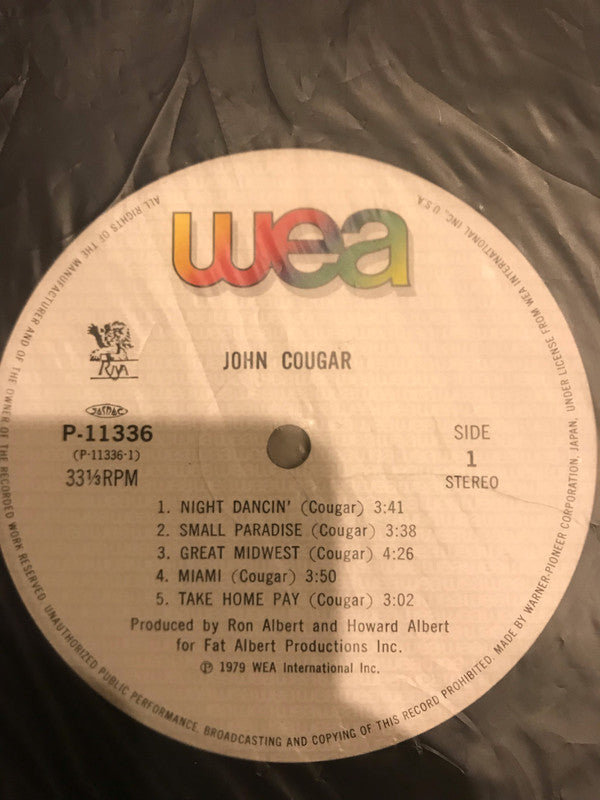 wea
JOHN COUGAR
RIVA
JASRAC
P-11336
(P-11336-1)
33⅓RPM
SIDE
1
STEREO
1. NIGHT DANCIN' (Cougar) 3:41
2. SMALL PARADISE (Cougar) 3:38
3. GREAT MIDWEST (Cougar) 4:26
4. MIAMI (Cougar) 3:50
5. TAKE HOME PAY (Cougar) 3:02
Produced by Ron Albert and Howard Albert
for Fat Albert Productions Inc.
℗ 1979 WEA International Inc.
ALL RIGHTS OF THE MANUFACTURER AND OF THE OWNER OF THE RECORDED WORK RESERVED. UNAUTHORIZED PUBLIC PERFORMANCE, BROADCASTING AND COPYING OF THIS RECORD PROHIBITED. MADE BY WARNER-PIONEER CORPORATION, JAPAN, UNDER LICENSE FROM WEA INTERNATIONAL INC., U.S.A.